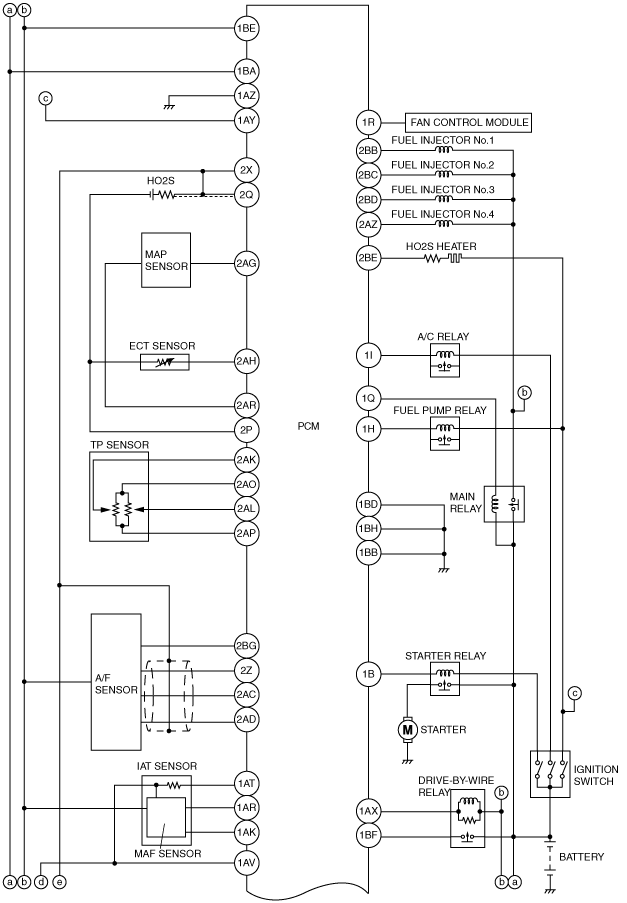 a b
1BE
1BA
1AZ
c
1AY
1R
FAN CONTROL MODULE
FUEL INJECTOR No.1
2BB
FUEL INJECTOR No.2
2BC
FUEL INJECTOR No.3
2BD
FUEL INJECTOR No.4
2AZ
2X
HO2S
2Q
HO2S HEATER
2BE
MAP
SENSOR
2AG
A/C RELAY
1I
ECT SENSOR
2AH
1Q
b
2AR
FUEL PUMP RELAY
1H
2P
PCM
TP SENSOR
2AK
2AO
2AL
2AP
MAIN
RELAY
1BD
1BH
1BB
A/F
SENSOR
2BG
2Z
2AC
2AD
STARTER RELAY
1B
c
M
STARTER
IGNITION
SWITCH
IAT SENSOR
1AT
1AR
1AK
MAF SENSOR
1AV
DRIVE-BY-WIRE
RELAY
b
1AX
1BF
BATTERY
a b d e
b a